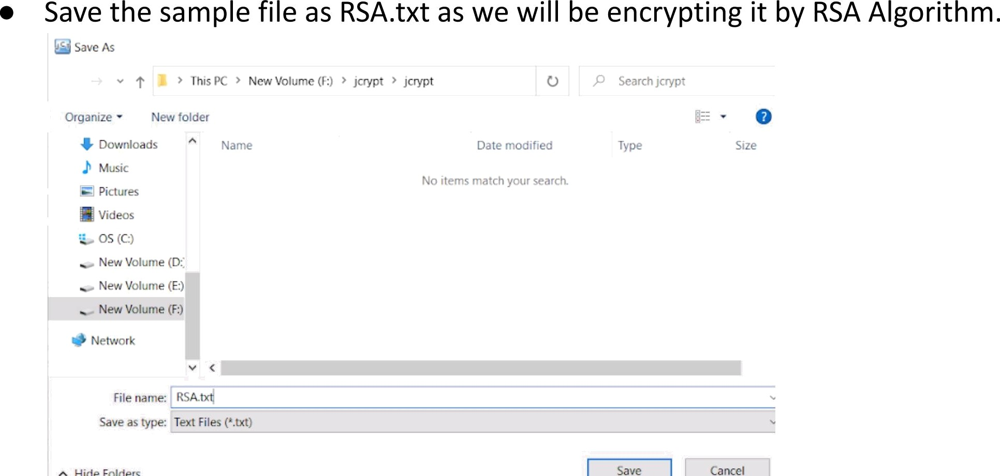 ● Save the sample file as RSA.txt as we will be encrypting it by RSA Algorithm.
Save As
This PC > New Volume (F:) > jcrypt > jcrypt
Search jcrypt
Organize
New folder
Name Date modified Type Size
No items match your search.
Downloads
Music
Pictures
Videos
OS (C:)
New Volume (D:)
New Volume (E:)
New Volume (F:)
Network
File name: RSA.txt
Save as type: Text Files (*.txt)
Hide Folders
Save Cancel